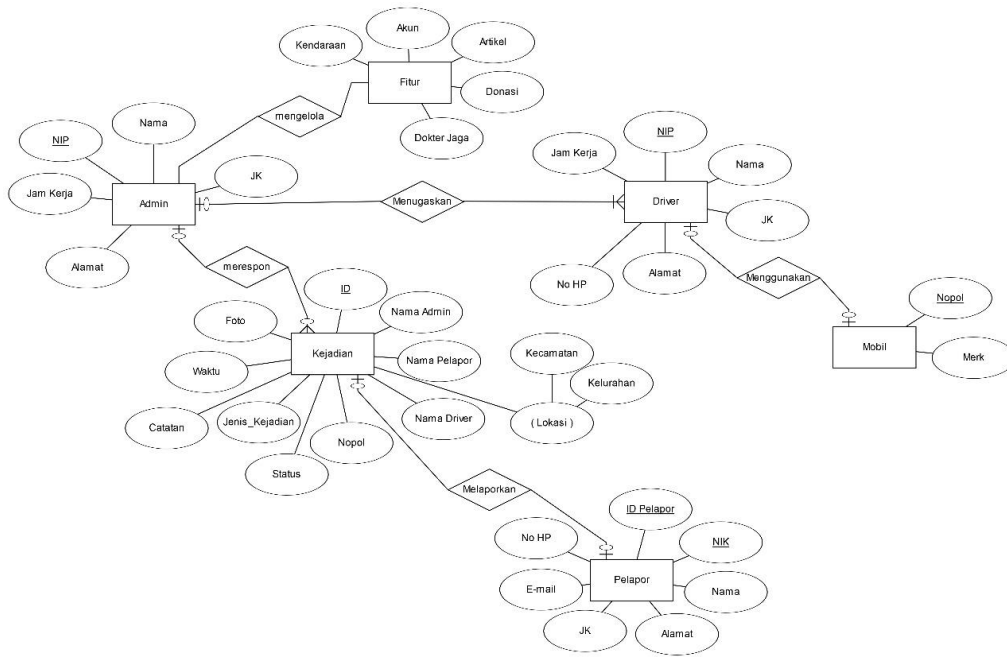 Akun
Kendaraan
Artikel
Fitur
Donasi
Dokter Jaga
mengelola
Nama
NIP
JK
Jam Kerja
Admin
Alamat
Menugaskan
NIP
Jam Kerja
Nama
Driver
JK
No HP
Alamat
Menggunakan
Nopol
Mobil
Merk
merespon
ID
Foto
Nama Admin
Kejadian
Nama Pelapor
Waktu
Kecamatan
Kelurahan
Catatan
Jenis_Kejadian
Nama Driver
( Lokasi )
Nopol
Status
Melaporkan
ID Pelapor
No HP
NIK
Pelapor
E-mail
Nama
JK
Alamat